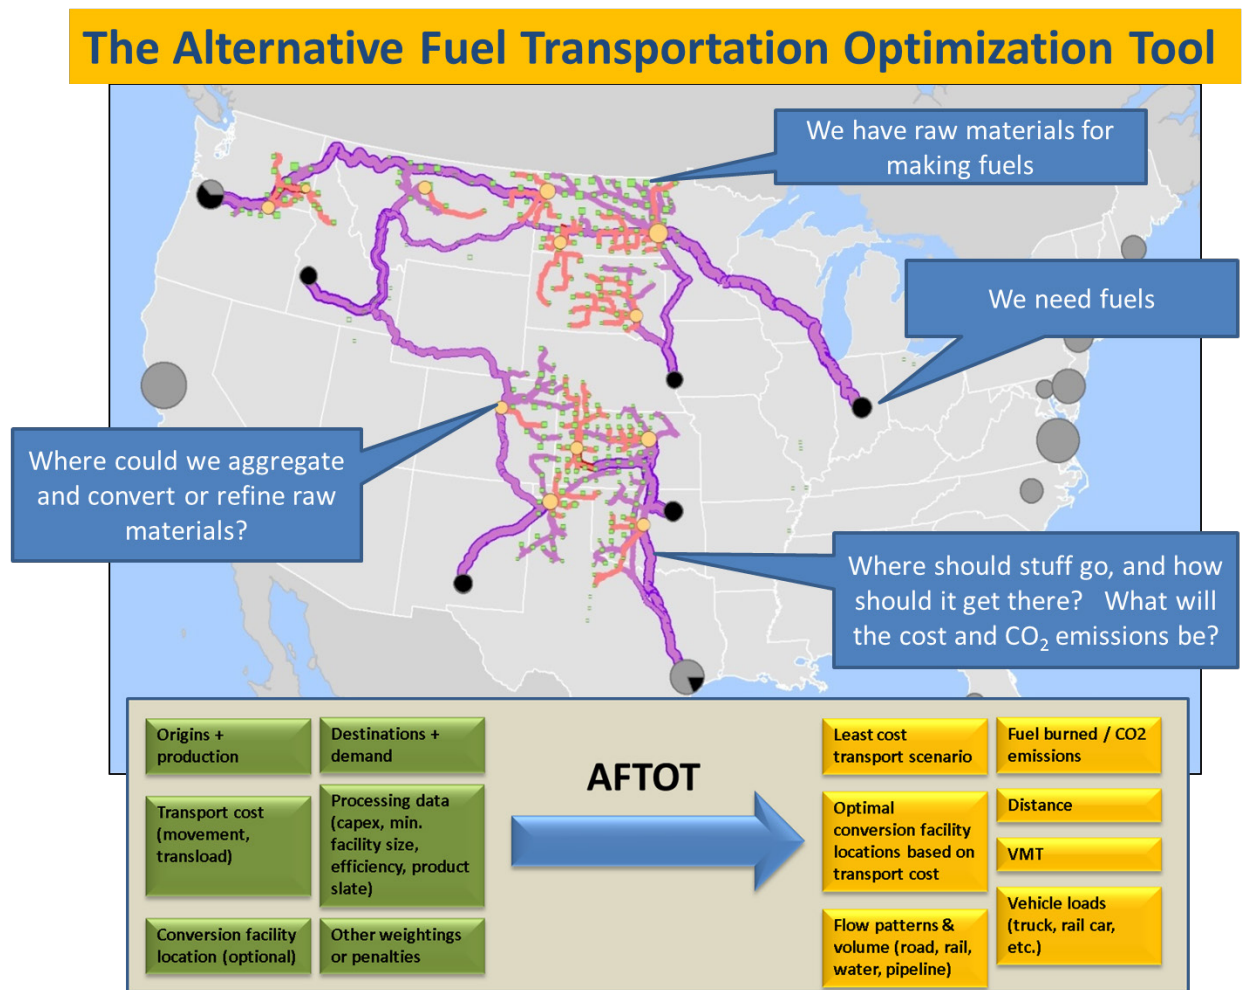 The Alternative Fuel Transportation Optimization Tool
We have raw materials for
making fuels
We need fuels
Where could we aggregate
and convert or refine raw
materials?
Where should stuff go, and how
should it get there? What will
the cost and CO₂ emissions be?
Origins +
production
Destinations +
demand
Transport cost
(movement,
transload)
Processing data
(capex, min.
facility size,
efficiency, product
slate)
Conversion facility
location (optional)
Other weightings
or penalties
AFTOT
Least cost
transport scenario
Fuel burned / CO2
emissions
Optimal
conversion facility
locations based on
transport cost
Distance
VMT
Flow patterns &
volume (road, rail,
water, pipeline)
Vehicle loads
(truck, rail car,
etc.)